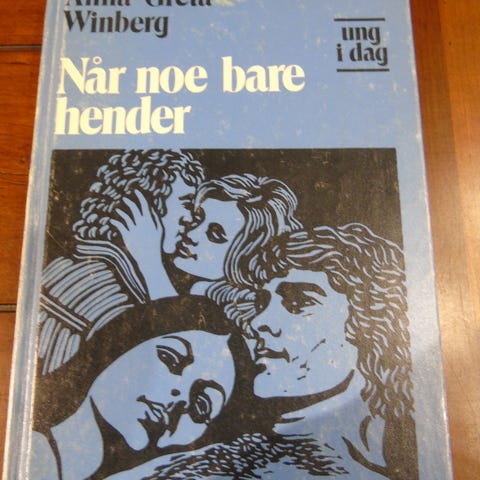 Anna-Greta
Winberg
ung
i dag
Når noe bare
hender